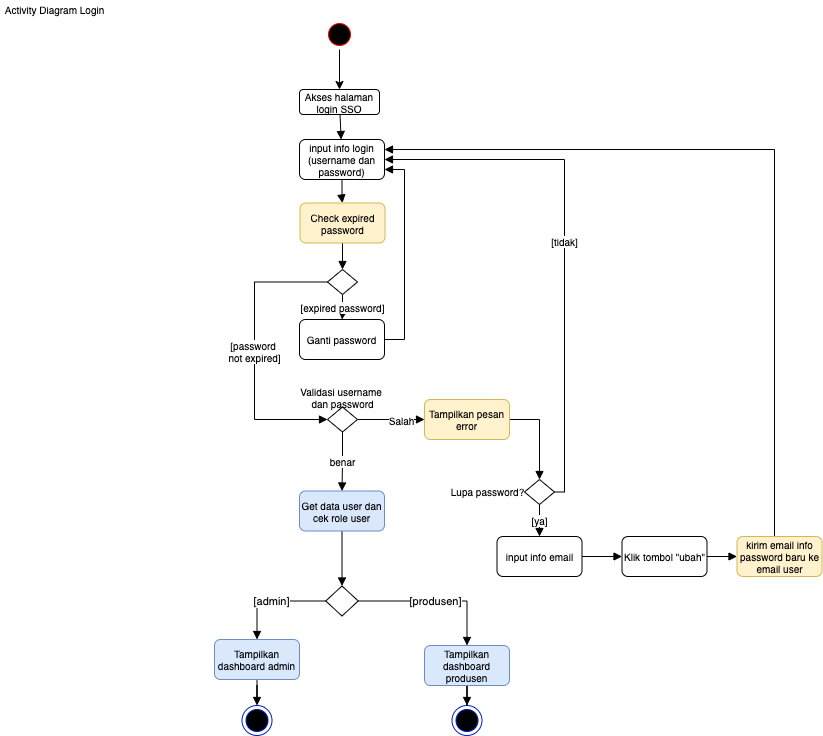 Activity Diagram Login
Akses halaman
login SSO
input info login
(username dan
password)
Check expired
password
[tidak]
[expired password]
Ganti password
[password
not expired]
Validasi username
dan password
Salah
Tampilkan pesan
error
benar
Lupa password?
Get data user dan
cek role user
[ya]
input info email
Klik tombol "ubah"
kirim email info
password baru ke
email user
[admin]
[produsen]
Tampilkan
dashboard admin
Tampilkan
dashboard
produsen